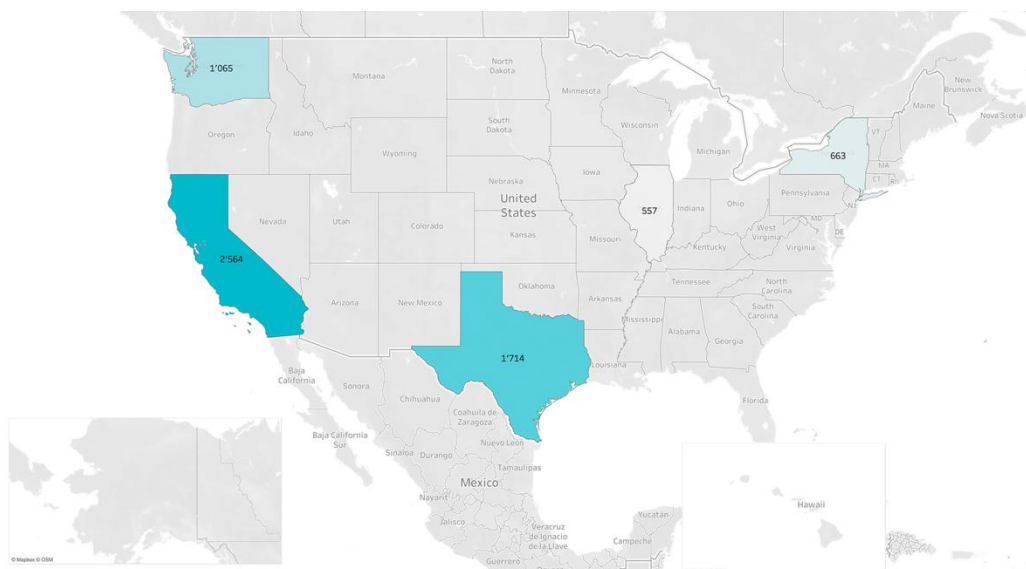 1’065
Montana
North
Dakota
Minnesota
New
Brunswick
Maine
Nova Scotia
Oregon
Idaho
South
Dakota
Wisconsin
Michigan
VT
663
MA
CT
RI
Wyoming
Iowa
Nebraska
United
States
557
Indiana
Ohio
Pennsylvania
NJ
MD
DE
Nevada
Utah
Colorado
Kansas
Missouri
Kentucky
West
Virginia
Virginia
2’564
Arizona
New Mexico
Oklahoma
Arkansas
Tennessee
North
Carolina
South
Carolina
Mississippi
Alabama
Georgia
1’714
Louisiana
Florida
Baja
California
Sonora
Chihuahua
Coahuila de
Zaragoza
Baja California
Sur
Nuevo León
Sinaloa
Durango
Tamaulipas
Mexico
Nayarit
Jalisco
Veracruz
de Ignacio
de la Llave
Yucatán
Campeche
Guerrero
Oaxaca
Hawaii
© Mapbox © OSM